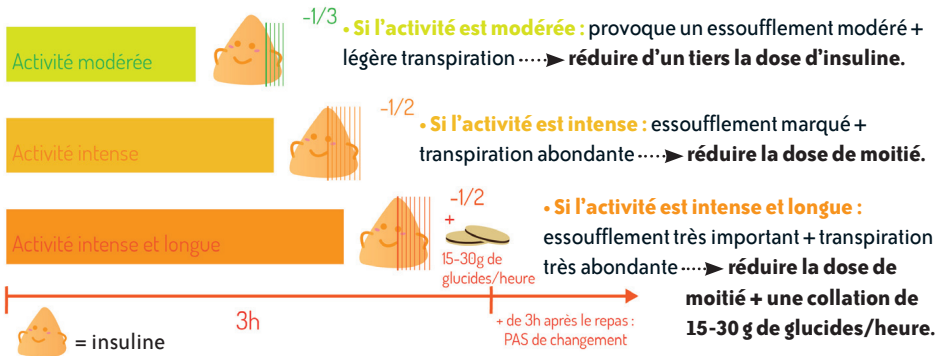 -1/3
• Si l’activité est modérée : provoque un essoufflement modéré +
légère transpiration ·····► réduire d’un tiers la dose d’insuline.
Activité modérée
-1/2
• Si l’activité est intense : essoufflement marqué +
transpiration abondante ·····► réduire la dose de moitié.
Activité intense
-1/2
+
15-30g de
glucides/heure
• Si l’activité est intense et longue :
essoufflement très important + transpiration
très abondante ·····► réduire la dose de
moitié + une collation de
15-30 g de glucides/heure.
Activité intense et longue
3h
+ de 3h après le repas :
PAS de changement
= insuline